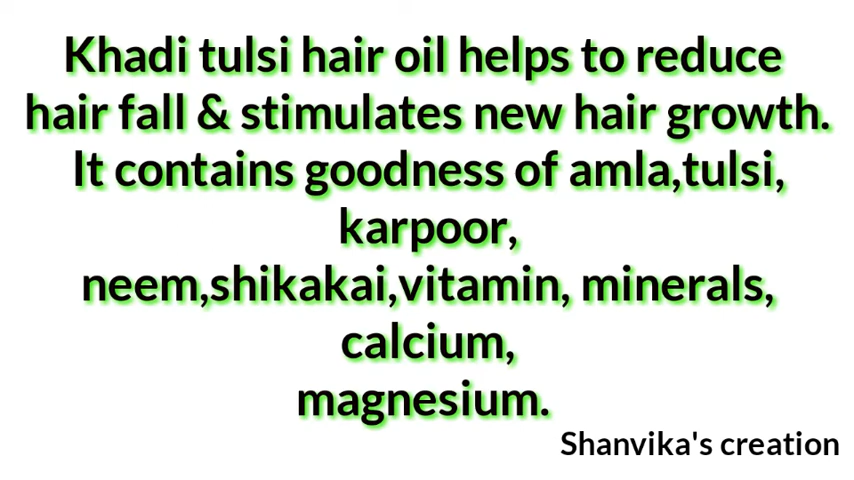 Khadi tulsi hair oil helps to reduce
hair fall & stimulates new hair growth.
It contains goodness of amla,tulsi,
karpoor,
neem,shikakai,vitamin, minerals,
calcium,
magnesium.
Shanvika's creation